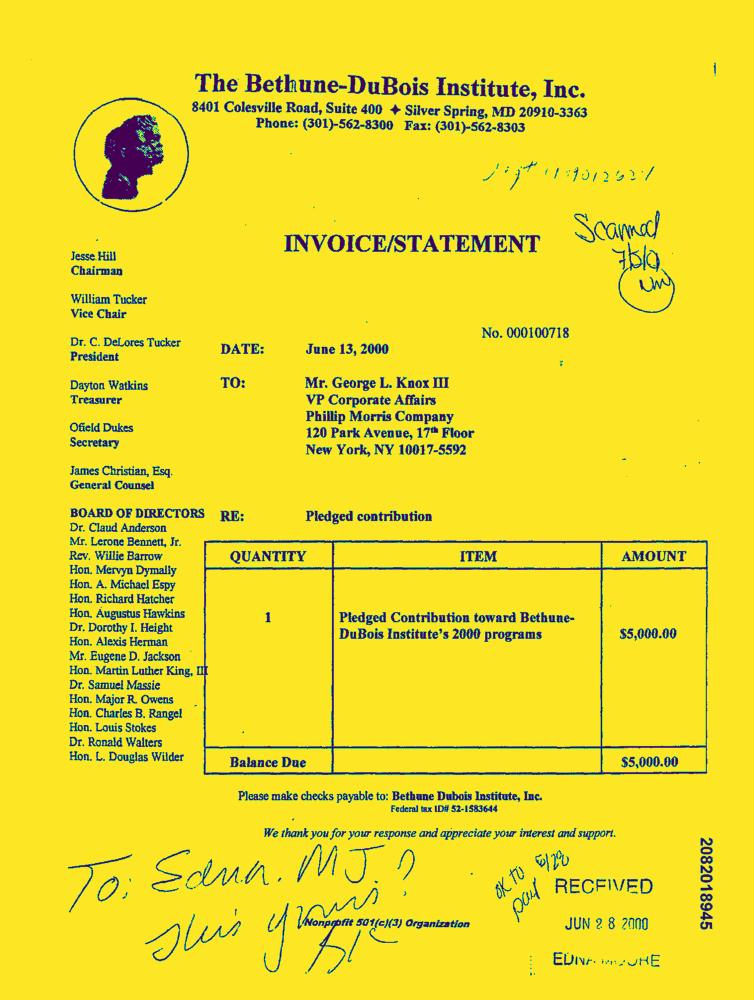 The Bethune-DuBois Institute, Inc.
8401 Colesville Road, Suite 400 ✦ Silver Spring, MD 20910-3363
Phone: (301)-562-8300 Fax: (301)-562-8303
Scanned
INVOICE/STATEMENT
Jesse Hill
Chairman
William Tucker
Vice Chair
Dr. C. DeLores Tucker
President
Dayton Watkins
Treasurer
Ofield Dukes
Secretary
James Christian, Esq.
General Counsel
BOARD OF DIRECTORS
Dr. Claud Anderson
Mr. Lerone Bennett, Jr.
Rev. Willie Barrow
Hon. Mervyn Dymally
Hon. A. Michael Espy
Hon. Richard Hatcher
Hon. Augustus Hawkins
Dr. Dorothy I. Height
Hon. Alexis Herman
Mr. Eugene D. Jackson
Hon. Martin Luther King, III
Dr. Samuel Massie
Hon. Major R. Owens
Hon. Charles B. Rangel
Hon. Louis Stokes
Dr. Ronald Walters
Hon. L. Douglas Wilder
No. 000100718
DATE: June 13, 2000
TO: Mr. George L. Knox III
VP Corporate Affairs
Phillip Morris Company
120 Park Avenue, 17th Floor
New York, NY 10017-5592
RE: Pledged contribution
QUANTITY ITEM AMOUNT
1 Pledged Contribution toward Bethune-
DuBois Institute's 2000 programs $5,000.00
Balance Due $5,000.00
Please make checks payable to: Bethune Dubois Institute, Inc.
Federal tax ID# 52-1583644
We thank you for your response and appreciate your interest and support.
To: Edna. MJ?
This yours?
OK to
pay
RECEIVED
JUN 28 2000
EDNA MOORE
Nonprofit 501(c)(3) Organization
2082018945